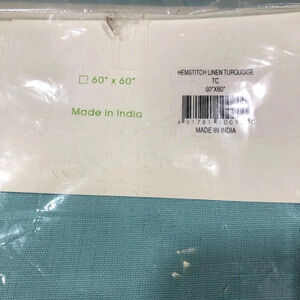 60" x 60"
Made in India
HEMSTITCH LINEN TURQUOISE
TC
60"X60"
MADE IN INDIA